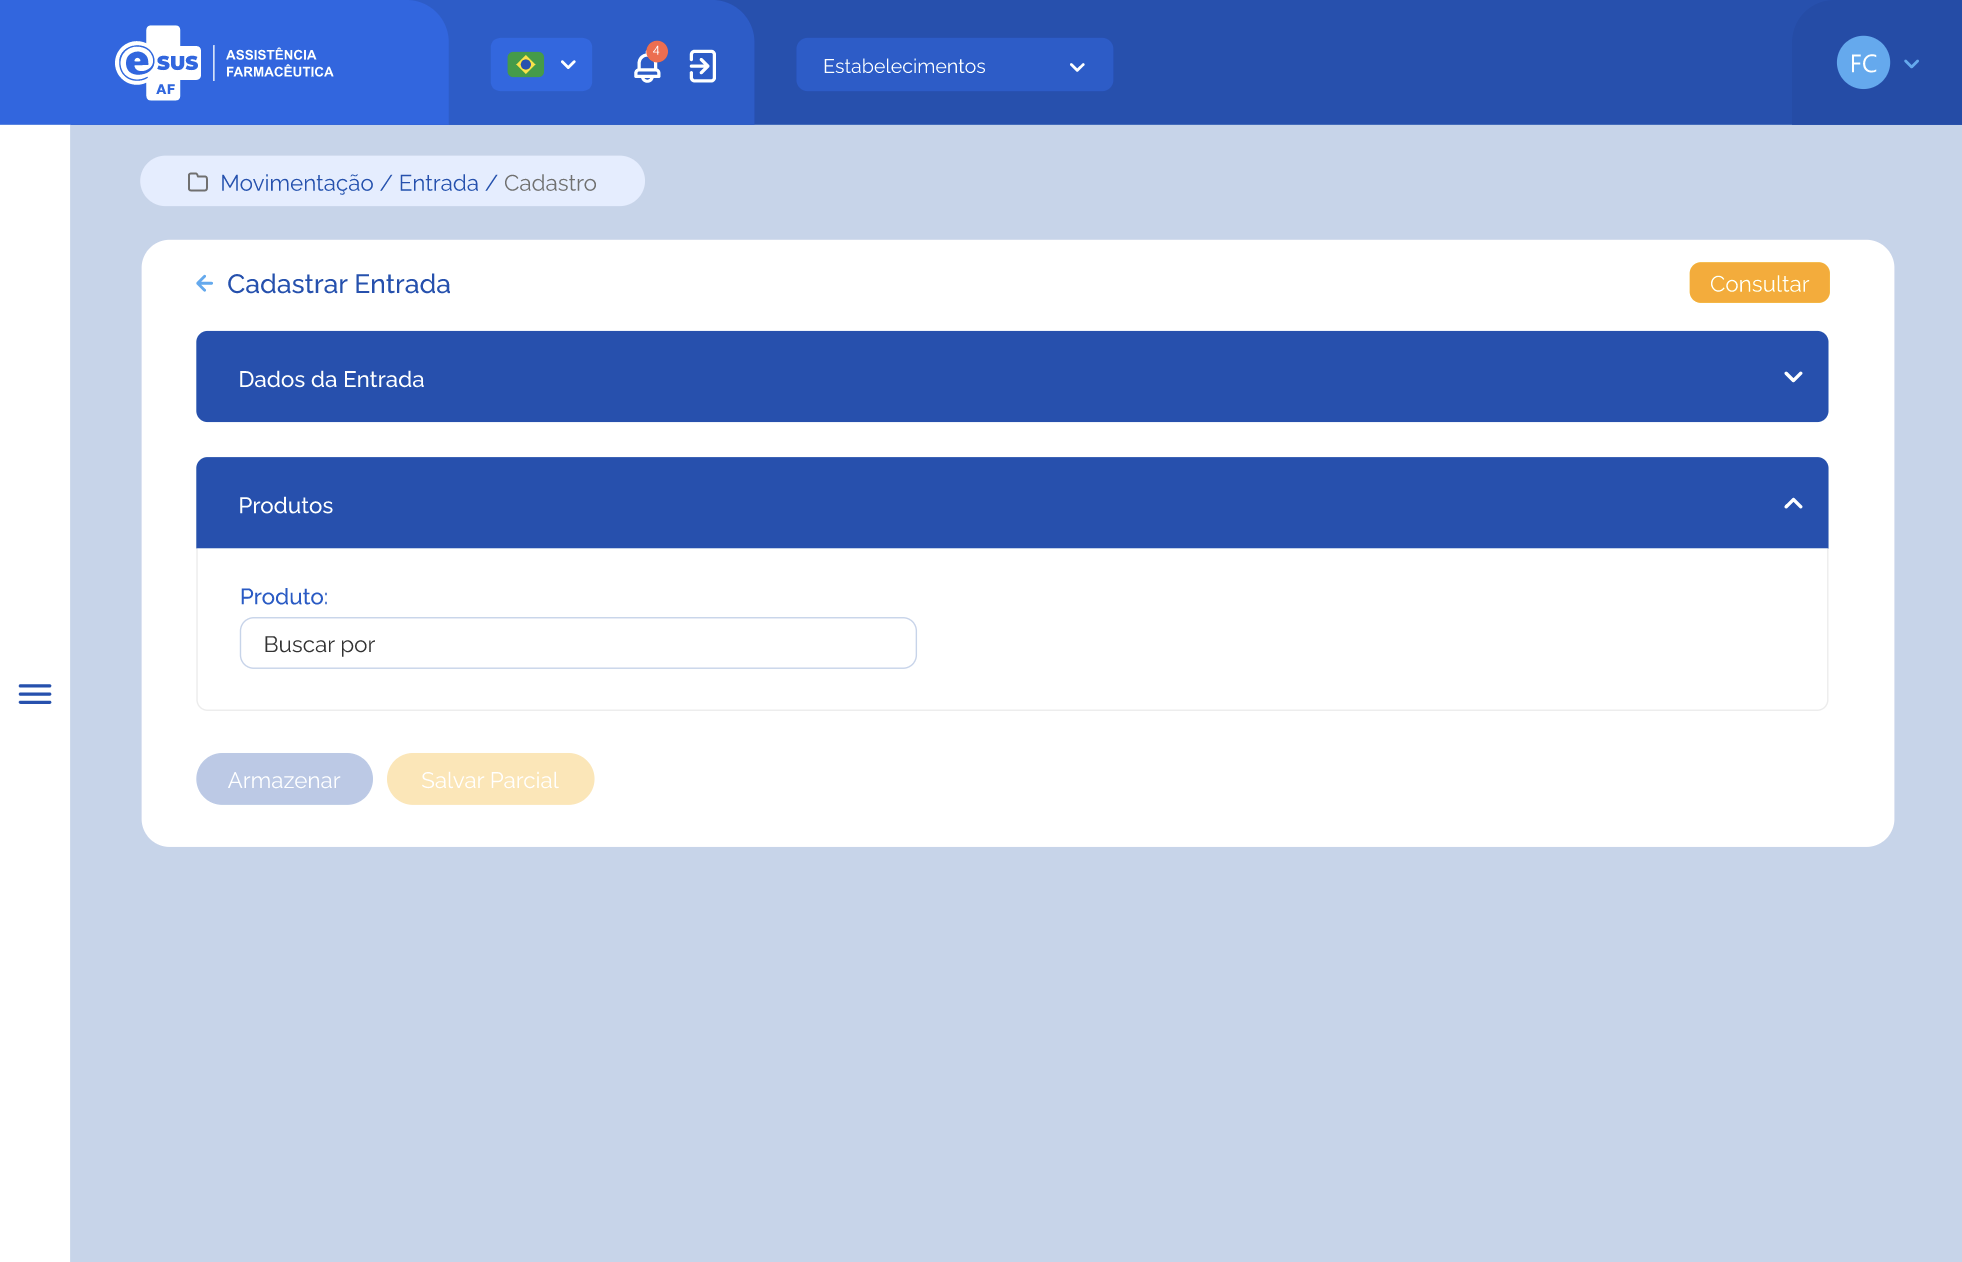 e sus AF
ASSISTÊNCIA
FARMACÊUTICA
4
Estabelecimentos
FC
Movimentação / Entrada / Cadastro
Cadastrar Entrada
Consultar
Dados da Entrada
Produtos
Produto:
Buscar por
Armazenar
Salvar Parcial